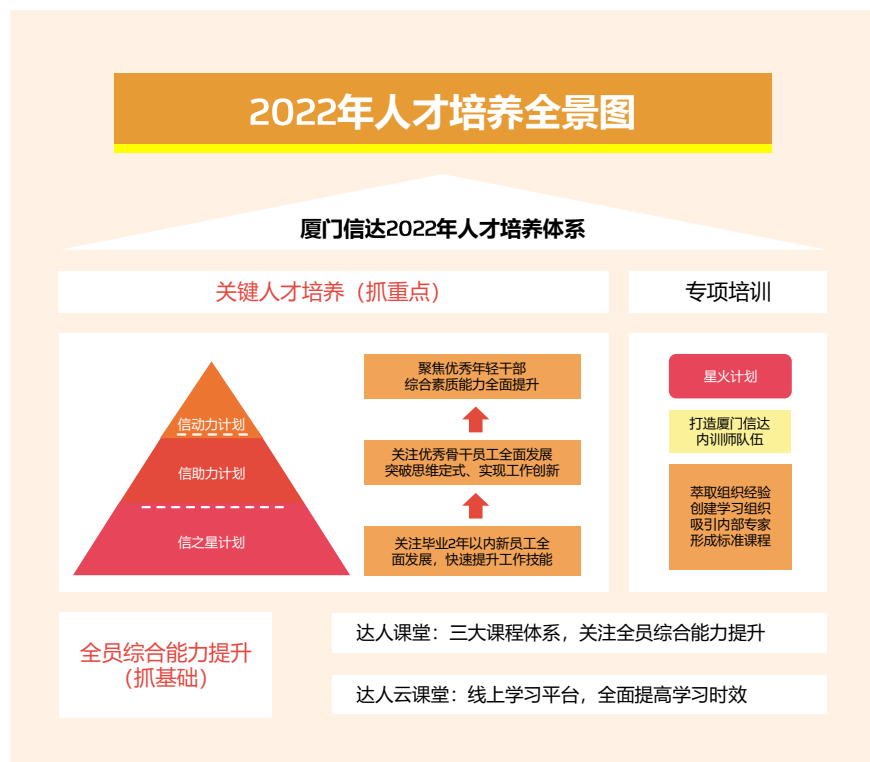 2022年人才培养全景图
厦门信达2022年人才培养体系
关键人才培养（抓重点）
专项培训
信动力计划
信助力计划
信之星计划
聚焦优秀年轻干部
综合素质能力全面提升
关注优秀骨干员工全面发展
突破思维定式、实现工作创新
关注毕业2年以内新员工全
面发展，快速提升工作技能
星火计划
打造厦门信达
内训师队伍
萃取组织经验
创建学习组织
吸引内部专家
形成标准课程
全员综合能力提升
（抓基础）
达人课堂：三大课程体系，关注全员综合能力提升
达人云课堂：线上学习平台，全面提高学习时效